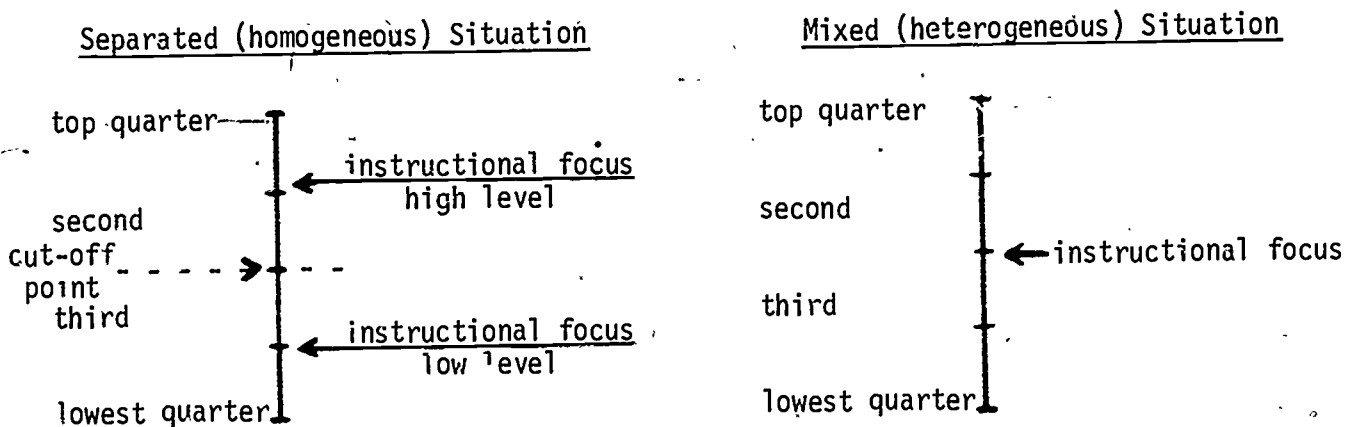 Separated (homogeneous) Situation
top quarter
instructional focus
high level
second
cut-off
point
third
instructional focus
low level
lowest quarter
Mixed (heterogeneous) Situation
top quarter
second
instructional focus
third
lowest quarter